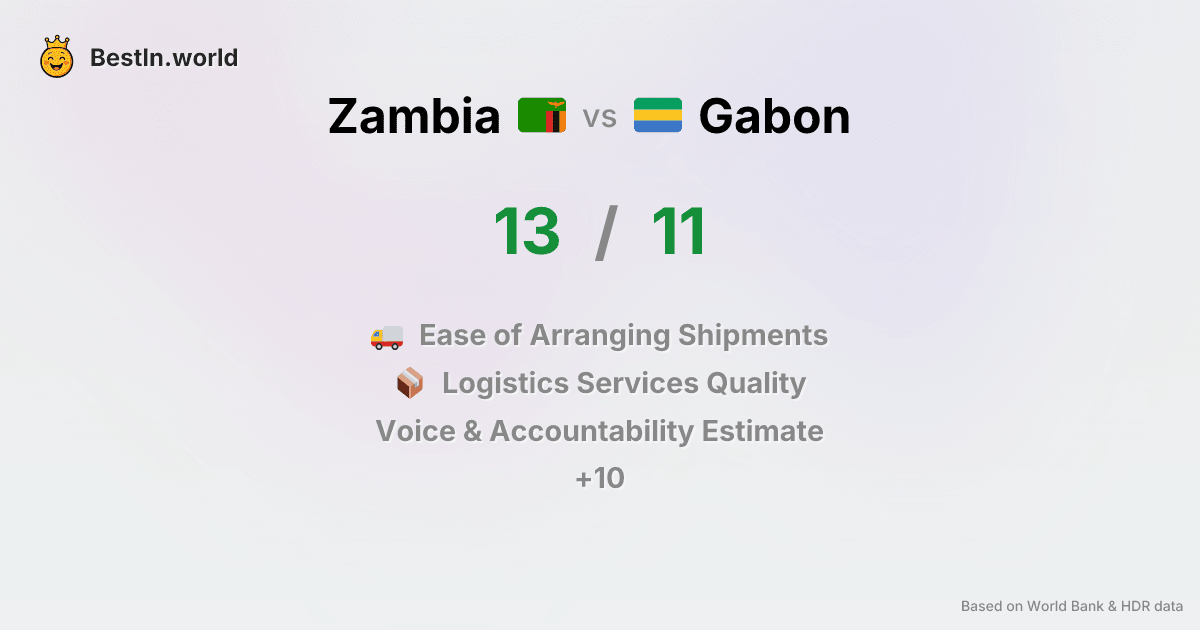 BestIn.world
Zambia vs Gabon
13 / 11
Ease of Arranging Shipments
Logistics Services Quality
Voice & Accountability Estimate
+10
Based on World Bank & HDR data